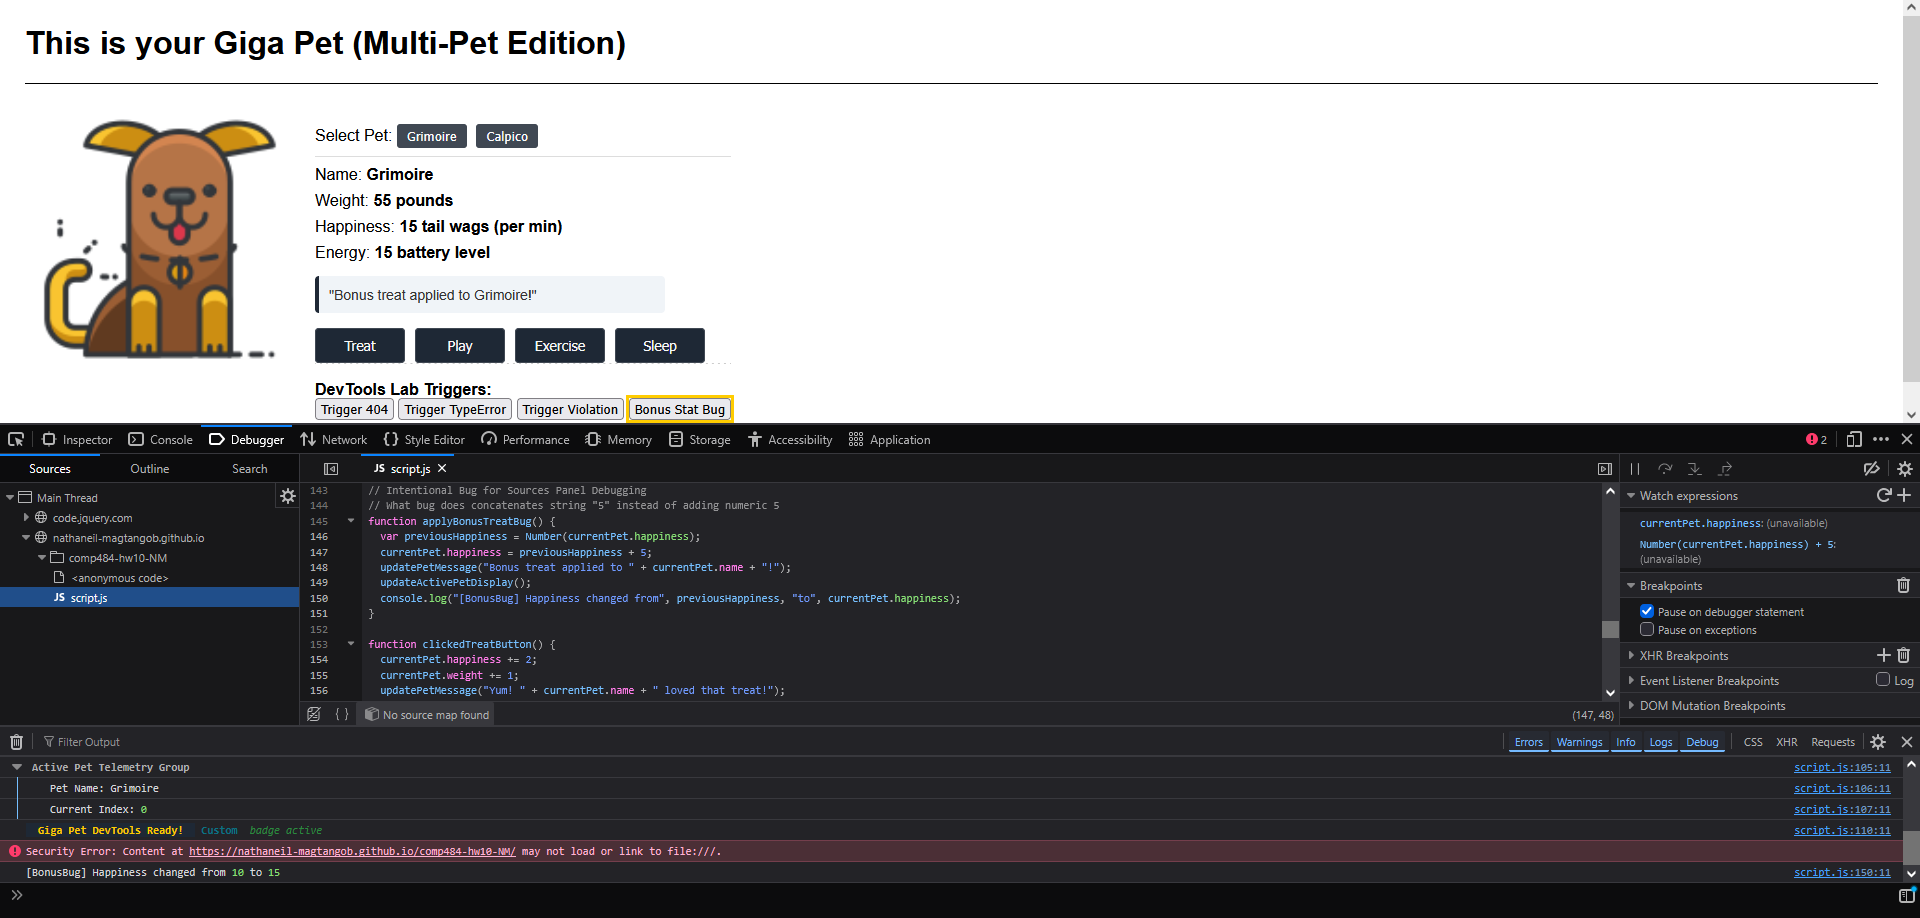 This is your Giga Pet (Multi-Pet Edition)
Select Pet: Grimoire Calpico
Name: Grimoire
Weight: 55 pounds
Happiness: 15 tail wags (per min)
Energy: 15 battery level
"Bonus treat applied to Grimoire!"
Treat Play Exercise Sleep
DevTools Lab Triggers:
Trigger 404 Trigger TypeError Trigger Violation Bonus Stat Bug
Inspector Console Debugger Network Style Editor Performance Memory Storage Accessibility Application 2
Sources Outline Search
Main Thread
code.jquery.com
nathaneil-magtangob.github.io
comp484-hw10-NM
<anonymous code>
JS script.js
JS script.js
143 // Intentional Bug for Sources Panel Debugging
144 // What bug does concatenates string "5" instead of adding numeric 5
145 function applyBonusTreatBug() {
146 var previousHappiness = Number(currentPet.happiness);
147 currentPet.happiness = previousHappiness + 5;
148 updatePetMessage("Bonus treat applied to " + currentPet.name + "!");
149 updateActivePetDisplay();
150 console.log("[BonusBug] Happiness changed from", previousHappiness, "to", currentPet.happiness);
151 }
152
153 function clickedTreatButton() {
154 currentPet.happiness += 2;
155 currentPet.weight += 1;
156 updatePetMessage("Yum! " + currentPet.name + " loved that treat!");
{ } No source map found (147, 48)
Watch expressions
currentPet.happiness: (unavailable)
Number(currentPet.happiness) + 5:
(unavailable)
Breakpoints
Pause on debugger statement
Pause on exceptions
XHR Breakpoints
Event Listener Breakpoints Log
DOM Mutation Breakpoints
Filter Output Errors Warnings Info Logs Debug CSS XHR Requests
Active Pet Telemetry Group script.js:105:11
Pet Name: Grimoire script.js:106:11
Current Index: 0 script.js:107:11
Giga Pet DevTools Ready! Custom badge active script.js:110:11
Security Error: Content at https://nathaneil-magtangob.github.io/comp484-hw10-NM/ may not load or link to file:///.
[BonusBug] Happiness changed from 10 to 15 script.js:150:11